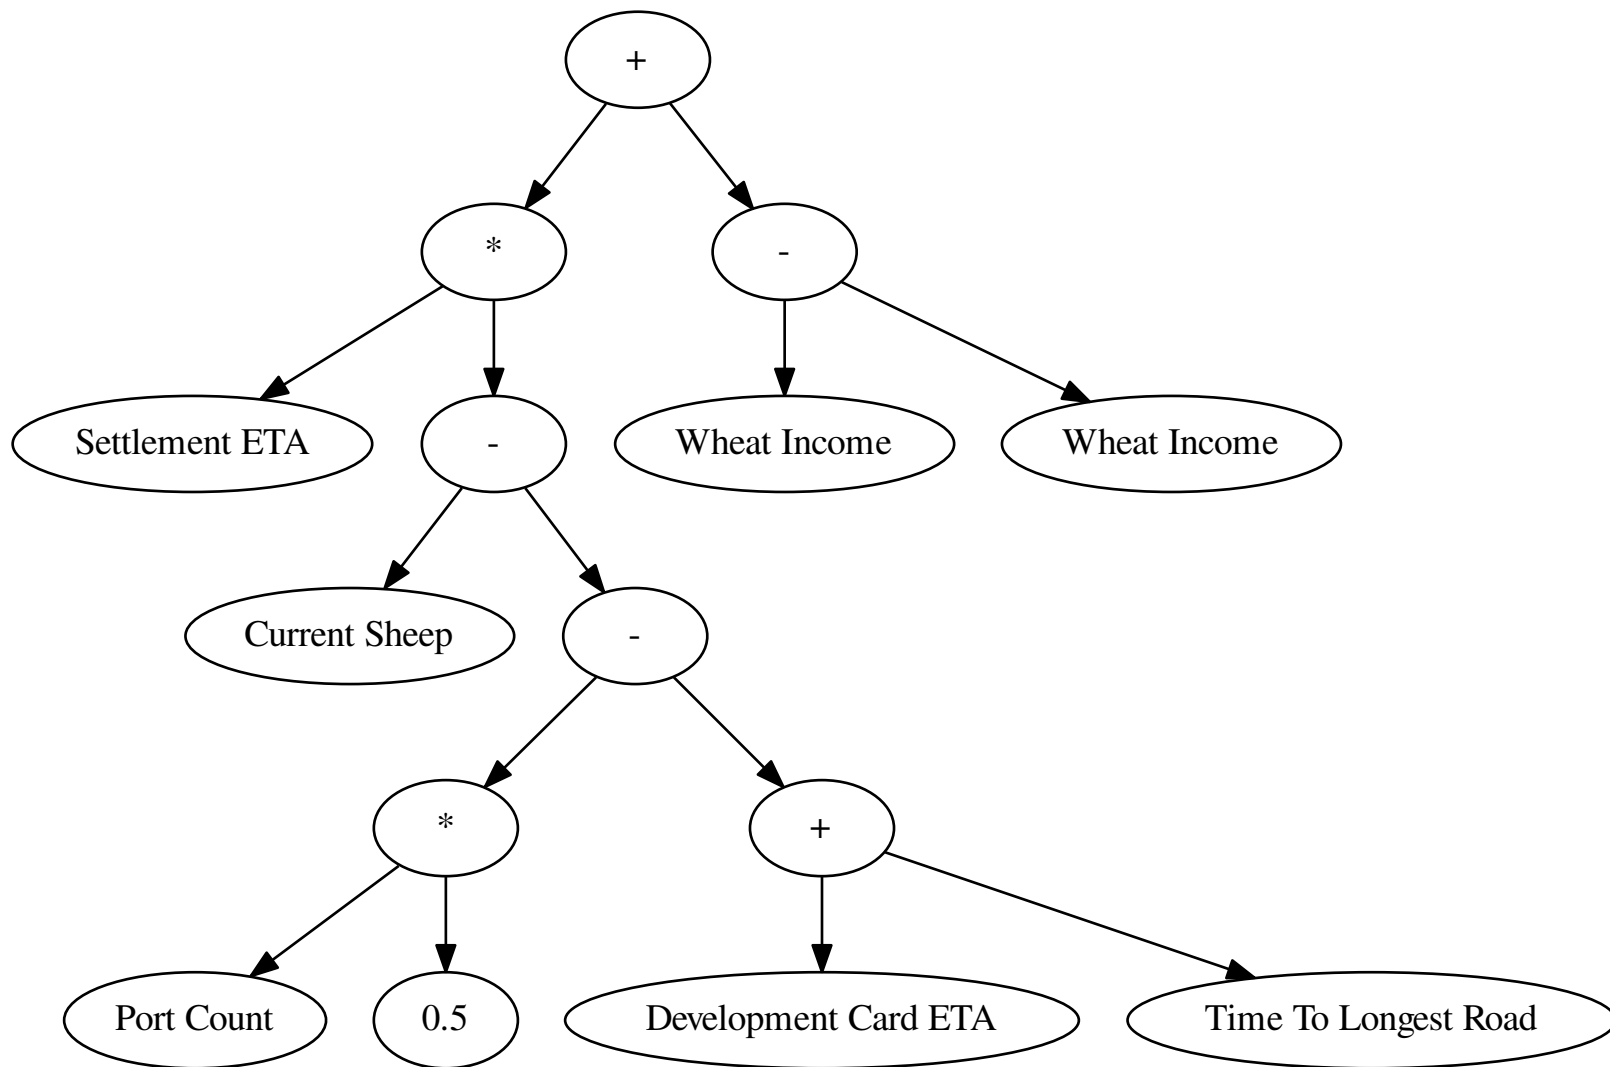 +
*
-
Settlement ETA
-
Wheat Income
Wheat Income
Current Sheep
-
*
+
Port Count
0.5
Development Card ETA
Time To Longest Road